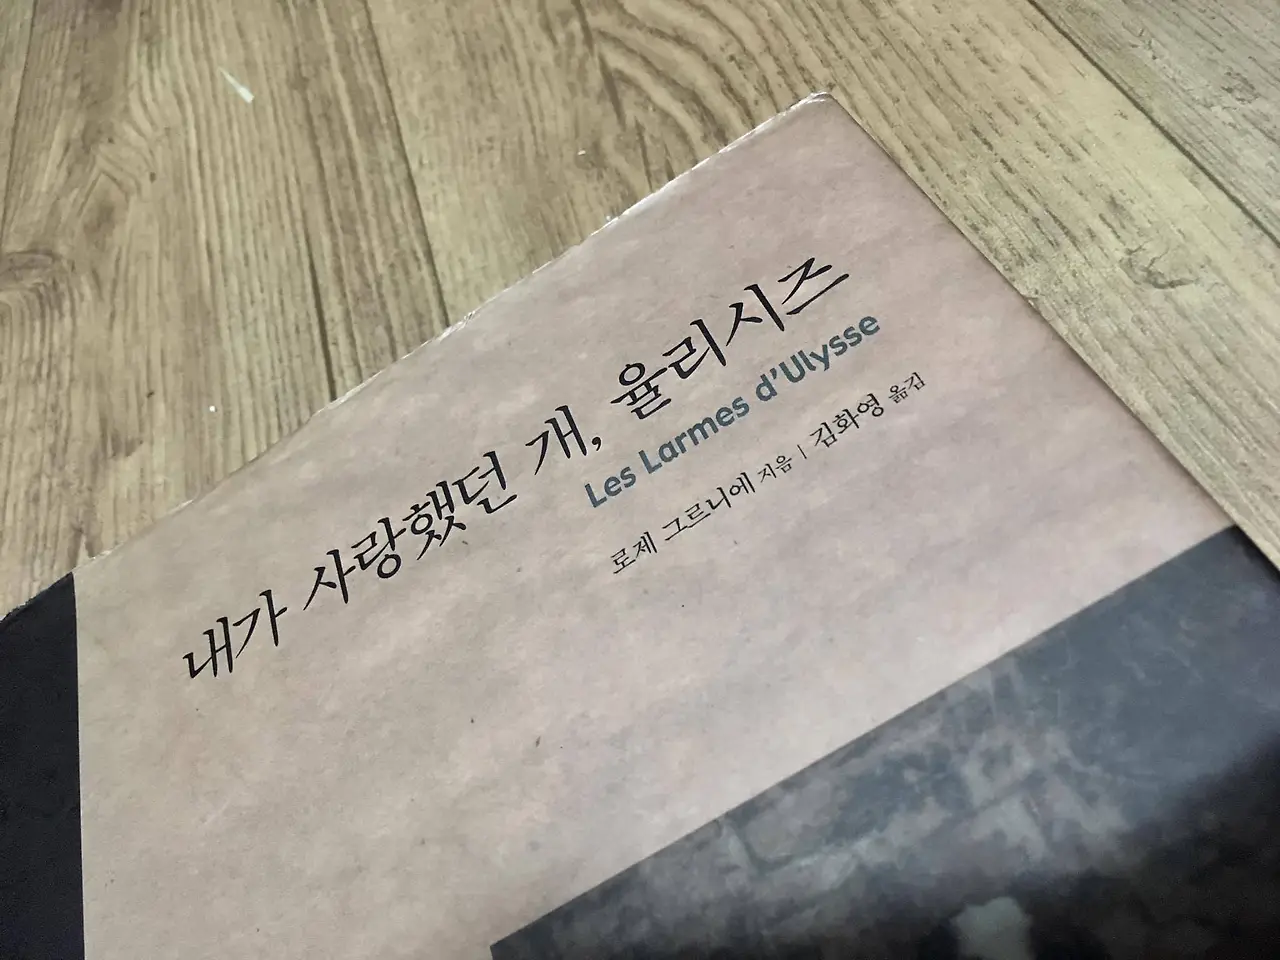 내가 사랑했던 개, 율리시즈
Les Larmes d'Ulysse
로제 그르니에 지음 | 김화영 옮김